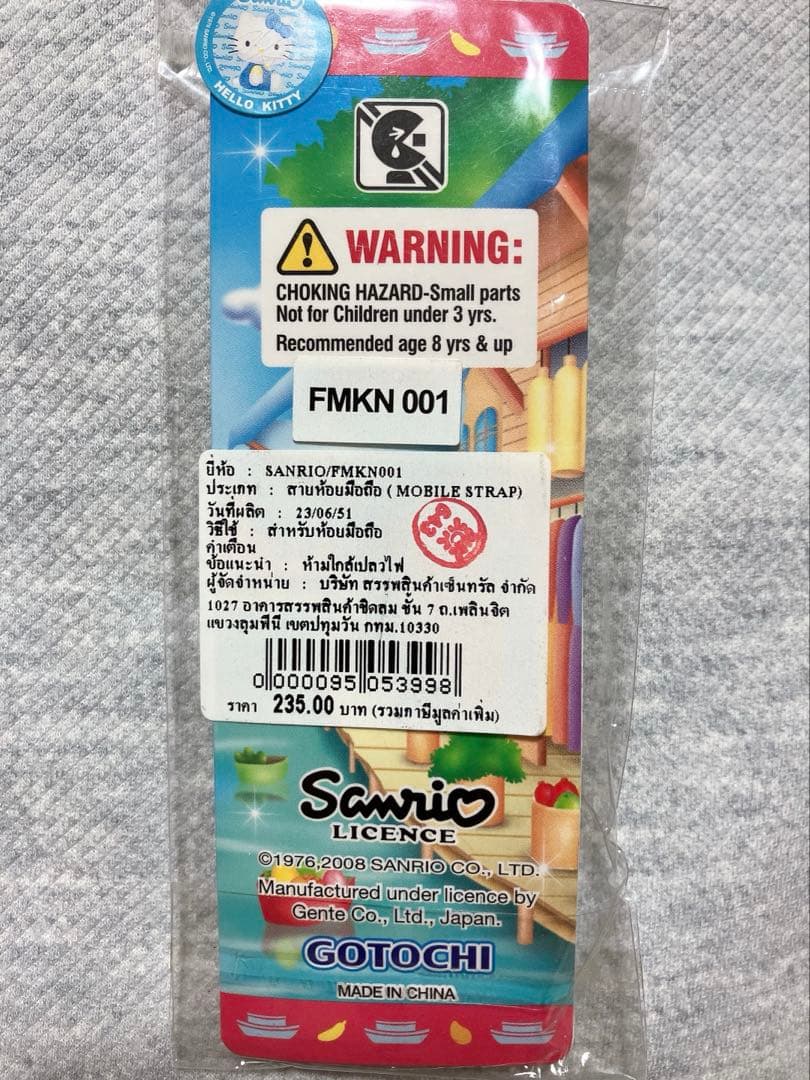 Sanrio
HELLO KITTY
WARNING:
CHOKING HAZARD-Small parts
Not for Children under 3 yrs.
Recommended age 8 yrs & up
FMKN 001
ยี่ห้อ : SANRIO/FMKN001
ประเภท : สายห้อยมือถือ ( MOBILE STRAP)
วันที่ผลิต : 23/06/51
วิธีใช้ : สำหรับห้อยมือถือ
คำเตือน
ข้อแนะนำ : ห้ามใกล้เปลวไฟ
ผู้จัดจำหน่าย : บริษัท สรรพสินค้าเซ็นทรัล จำกัด
1027 อาคารสรรพสินค้าชิดลม ชั้น 7 ถ.เพลินจิต
แขวงลุมพีนี เขตปทุมวัน กทม.10330
0 000095 053998
ราคา 235.00 บาท (รวมภาษีมูลค่าเพิ่ม)
Sanrio
LICENCE
©1976,2008 SANRIO CO., LTD.
Manufactured under licence by
Gente Co., Ltd., Japan.
GOTOCHI
MADE IN CHINA